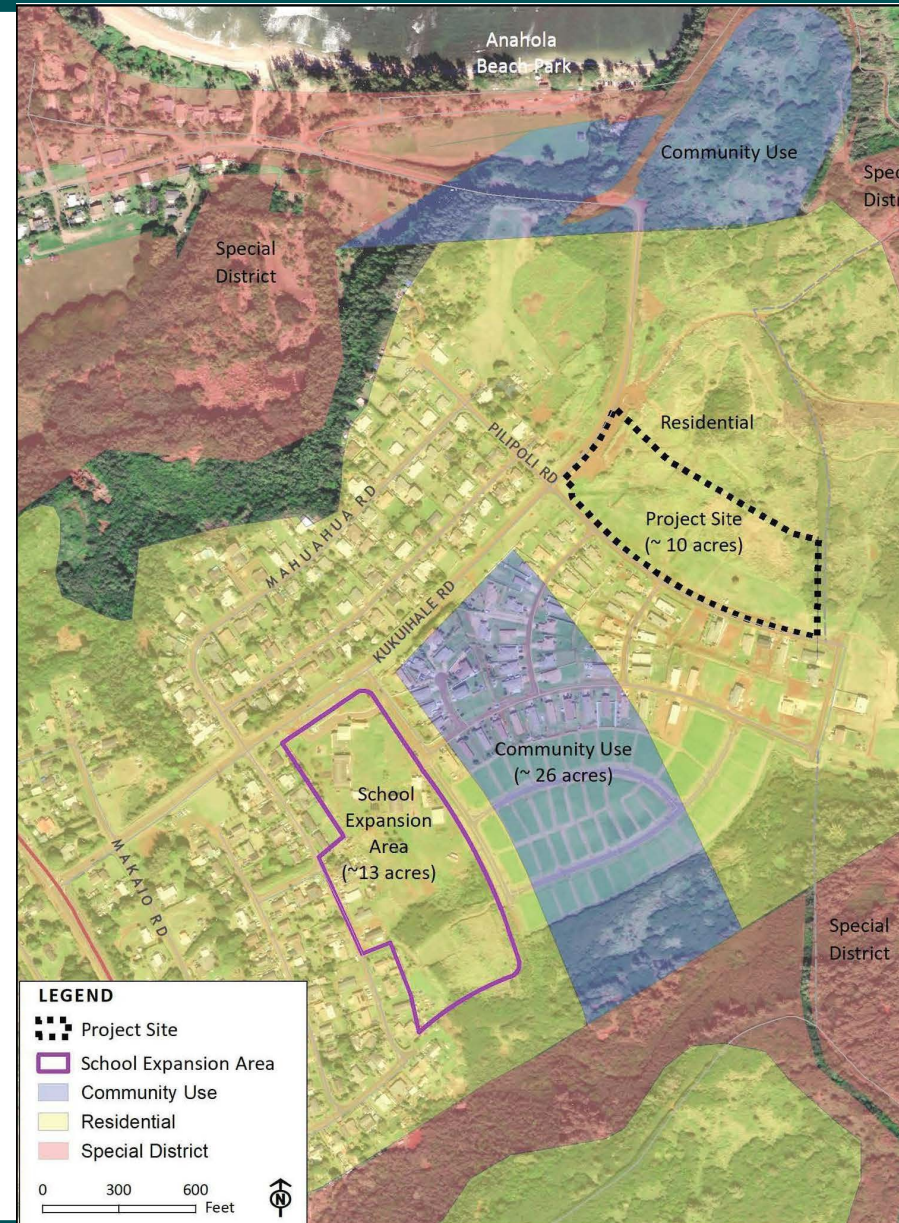 Anahola
Beach Park
Community Use
Special
District
Residential
PILIPOLI RD
Project Site
(~ 10 acres)
MAHUAHUA RD
KUKUIHALE RD
Community Use
(~ 26 acres)
School
Expansion
Area
(~13 acres)
MAKAIO RD
Special
District
LEGEND
Project Site
School Expansion Area
Community Use
Residential
Special District
0 300 600
Feet
N